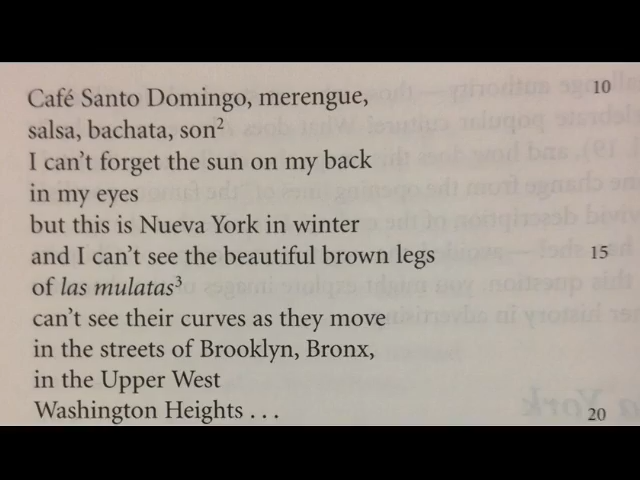 Café Santo Domingo, merengue, 10
salsa, bachata, son²
I can't forget the sun on my back
in my eyes
but this is Nueva York in winter
and I can't see the beautiful brown legs 15
of las mulatas³
can't see their curves as they move
in the streets of Brooklyn, Bronx,
in the Upper West
Washington Heights . . . 20